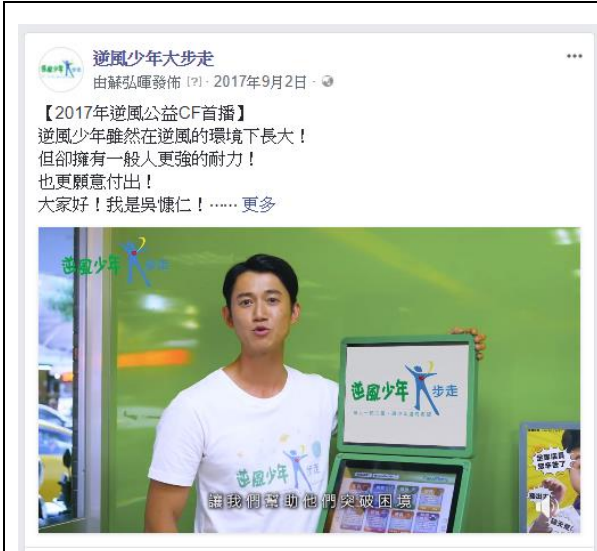 逆風少年大步走
由蘇弘暉發佈 [?] · 2017年9月2日 ·
【2017年逆風公益CF首播】
逆風少年雖然在逆風的環境下長大！
但卻擁有一般人更強的耐力！
也更願意付出！
大家好！我是吳慷仁！⋯⋯ 更多
逆風少年大步走
逆風少年大步走
逆風少年
讓我們幫助他們突破困境